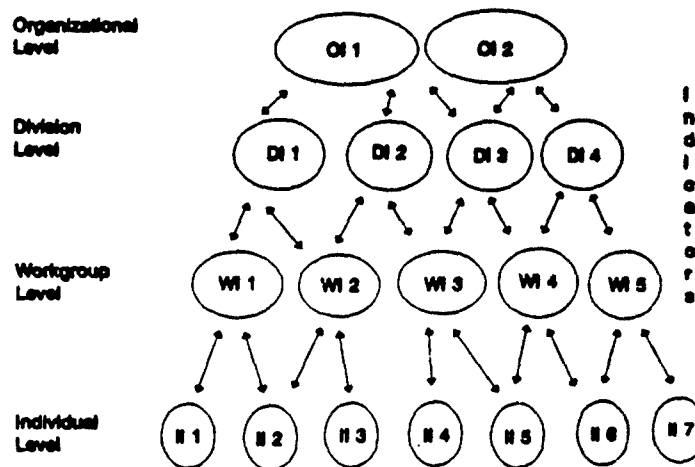 Organizational
Level
OI 1
OI 2
Division
Level
DI 1
DI 2
DI 3
DI 4
Workgroup
Level
WI 1
WI 2
WI 3
WI 4
WI 5
Individual
Level
II 1
II 2
II 3
II 4
II 5
II 6
II 7
Indicators